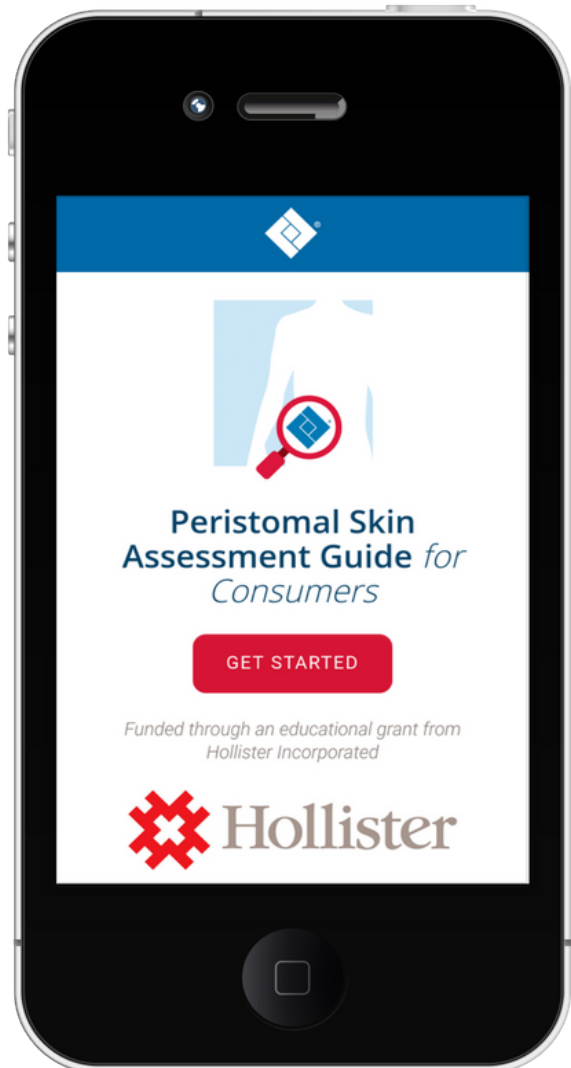 ®
Peristomal Skin
Assessment Guide for
Consumers
GET STARTED
Funded through an educational grant from
Hollister Incorporated
Hollister